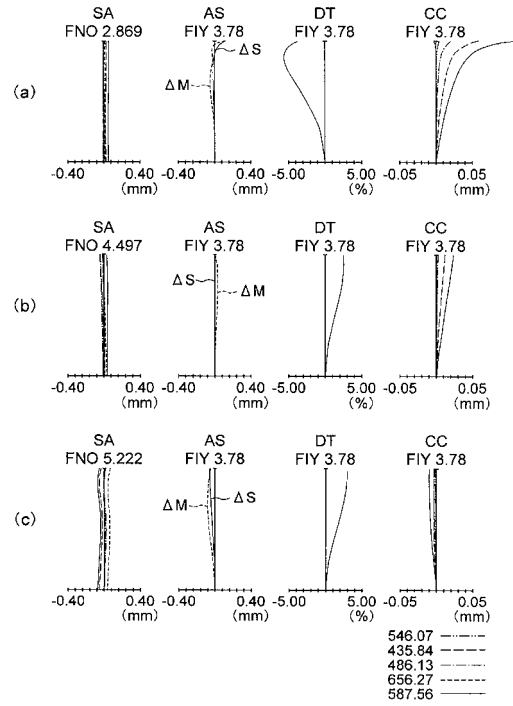 SA AS DT CC
FNO 2.869 FIY 3.78 FIY 3.78 FIY 3.78
ΔS
(a)
ΔM
-0.40 0.40 -0.40 0.40 -5.00 5.00 -0.05 0.05
(mm) (mm) (%) (mm)
SA AS DT CC
FNO 4.497 FIY 3.78 FIY 3.78 FIY 3.78
(b)
ΔS ΔM
-0.40 0.40 -0.40 0.40 -5.00 5.00 -0.05 0.05
(mm) (mm) (%) (mm)
SA AS DT CC
FNO 5.222 FIY 3.78 FIY 3.78 FIY 3.78
(c)
ΔM ΔS
-0.40 0.40 -0.40 0.40 -5.00 5.00 -0.05 0.05
(mm) (mm) (%) (mm)
546.07
435.84
486.13
656.27
587.56